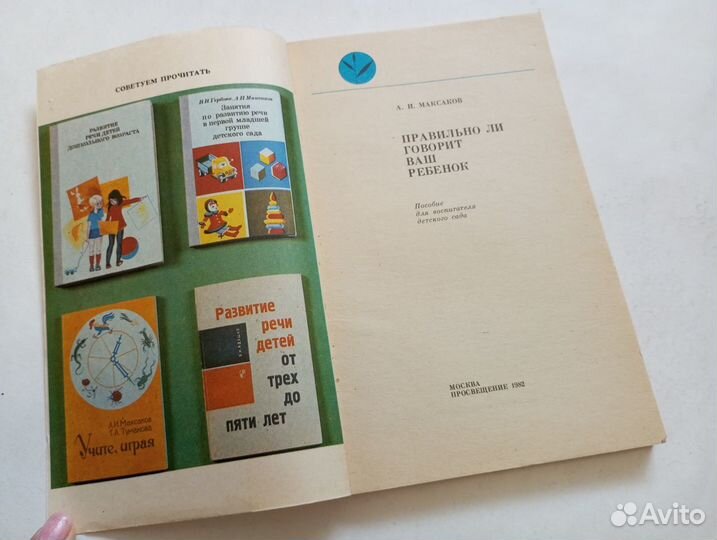 СОВЕТУЕМ ПРОЧИТАТЬ
РАЗВИТИЕ
РЕЧИ ДЕТЕЙ
ДОШКОЛЬНОГО ВОЗРАСТА
В. И. Гербова, А. И. Максаков
Занятия
по развитию речи
в первой младшей
группе
детского сада
А.И. Максаков
Т.А. Туманова
Учите, играя
Развитие
речи
детей
от
трех
до
пяти лет
А. И. МАКСАКОВ
ПРАВИЛЬНО ЛИ
ГОВОРИТ
ВАШ
РЕБЕНОК
Пособие
для воспитателя
детского сада
МОСКВА
ПРОСВЕЩЕНИЕ 1982
Avito